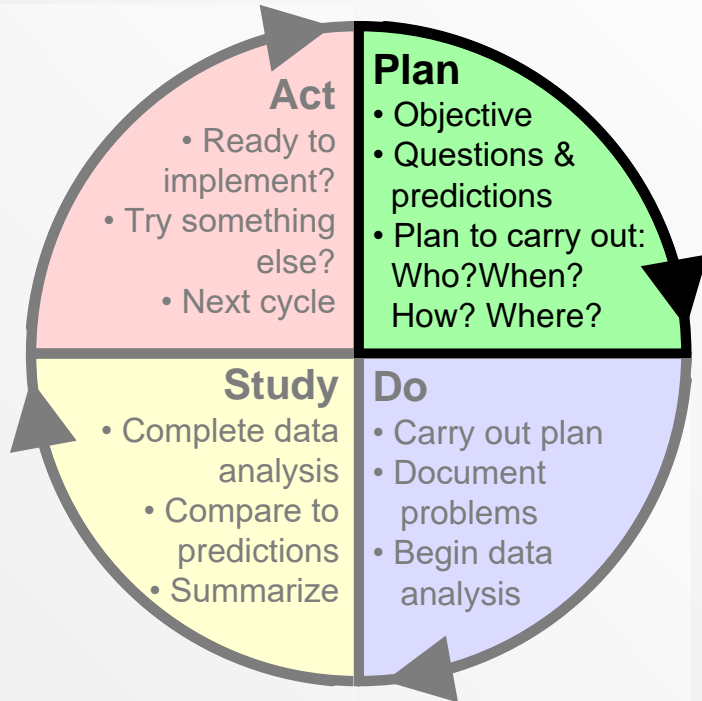 Plan
• Objective
• Questions &
predictions
• Plan to carry out:
Who?When?
How? Where?
Do
• Carry out plan
• Document
problems
• Begin data
analysis
Study
• Complete data
analysis
• Compare to
predictions
• Summarize
Act
• Ready to
implement?
• Try something
else?
• Next cycle